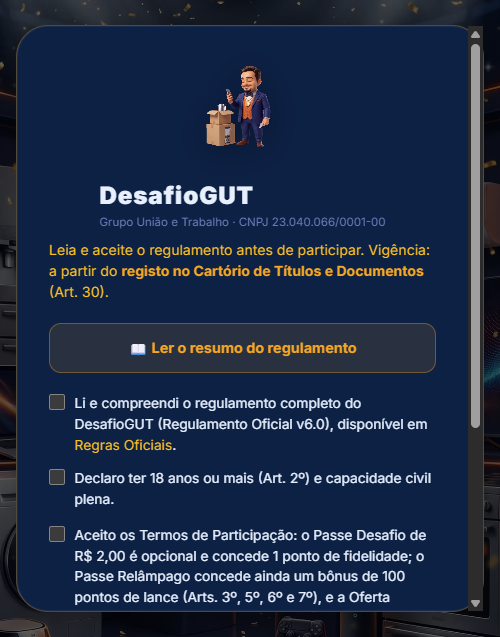 DesafioGUT
Grupo União e Trabalho · CNPJ 23.040.066/0001-00
Leia e aceite o regulamento antes de participar. Vigência:
a partir do registo no Cartório de Títulos e Documentos
(Art. 30).
📖 Ler o resumo do regulamento
Li e compreendi o regulamento completo do
DesafioGUT (Regulamento Oficial v6.0), disponível em
Regras Oficiais.
Declaro ter 18 anos ou mais (Art. 2º) e capacidade civil
plena.
Aceito os Termos de Participação: o Passe Desafio de
R$ 2,00 é opcional e concede 1 ponto de fidelidade; o
Passe Relâmpago concede ainda um bônus de 100
pontos de lance (Arts. 3º, 5º, 6º e 7º), e a Oferta